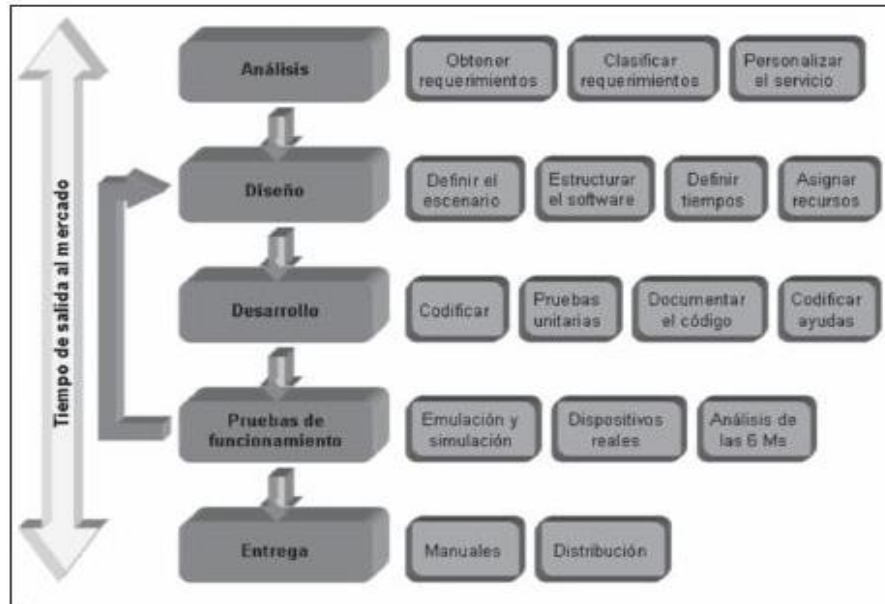 Tiempo de salida al mercado
Análisis
Obtener
requerimientos
Clasificar
requerimientos
Personalizar
el servicio
Diseño
Definir el
escenario
Estructurar
el software
Definir
tiempos
Asignar
recursos
Desarrollo
Codificar
Pruebas
unitarias
Documentar
el código
Codificar
ayudas
Pruebas de
funcionamiento
Emulación y
simulación
Dispositivos
reales
Análisis de
las 6 Ms
Entrega
Manuales
Distribución